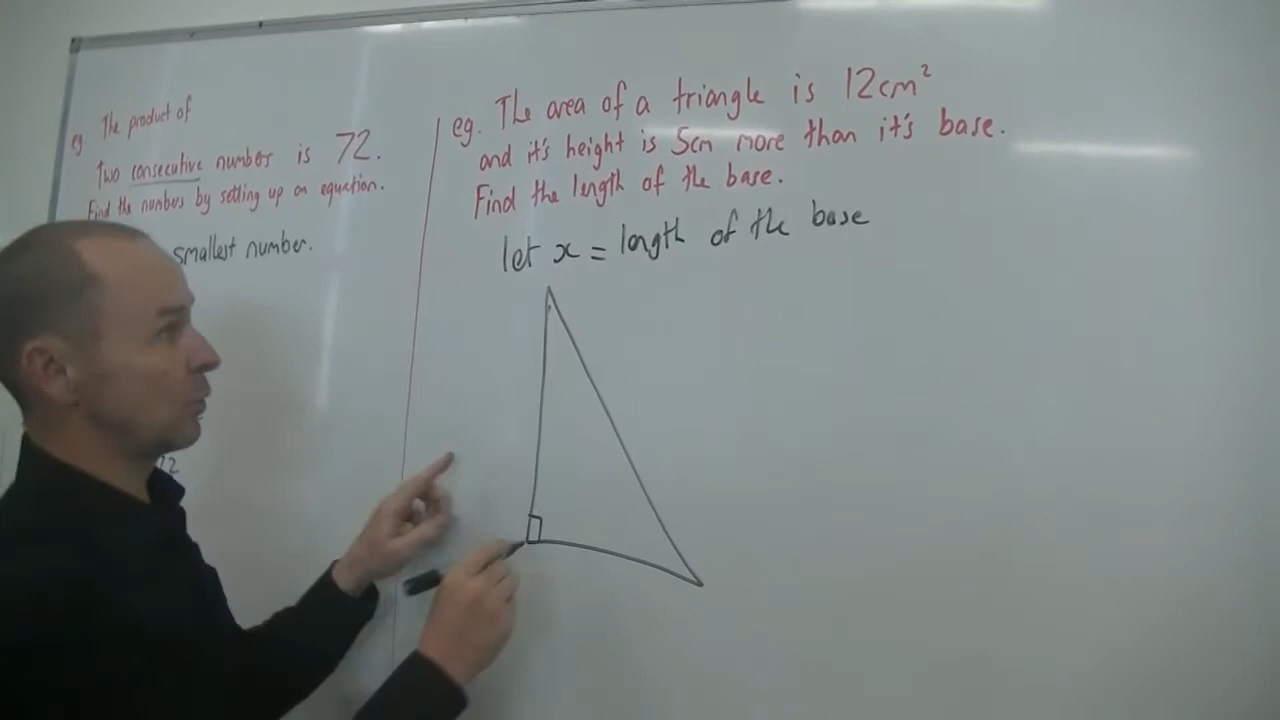 eg The product of
Two consecutive numbers is 72.
Find the numbers by setting up an equation.
smallest number.
72
eg. The area of a triangle is 12cm²
and it's height is 5cm more than it's base.
Find the length of the base.
let x = length of the base